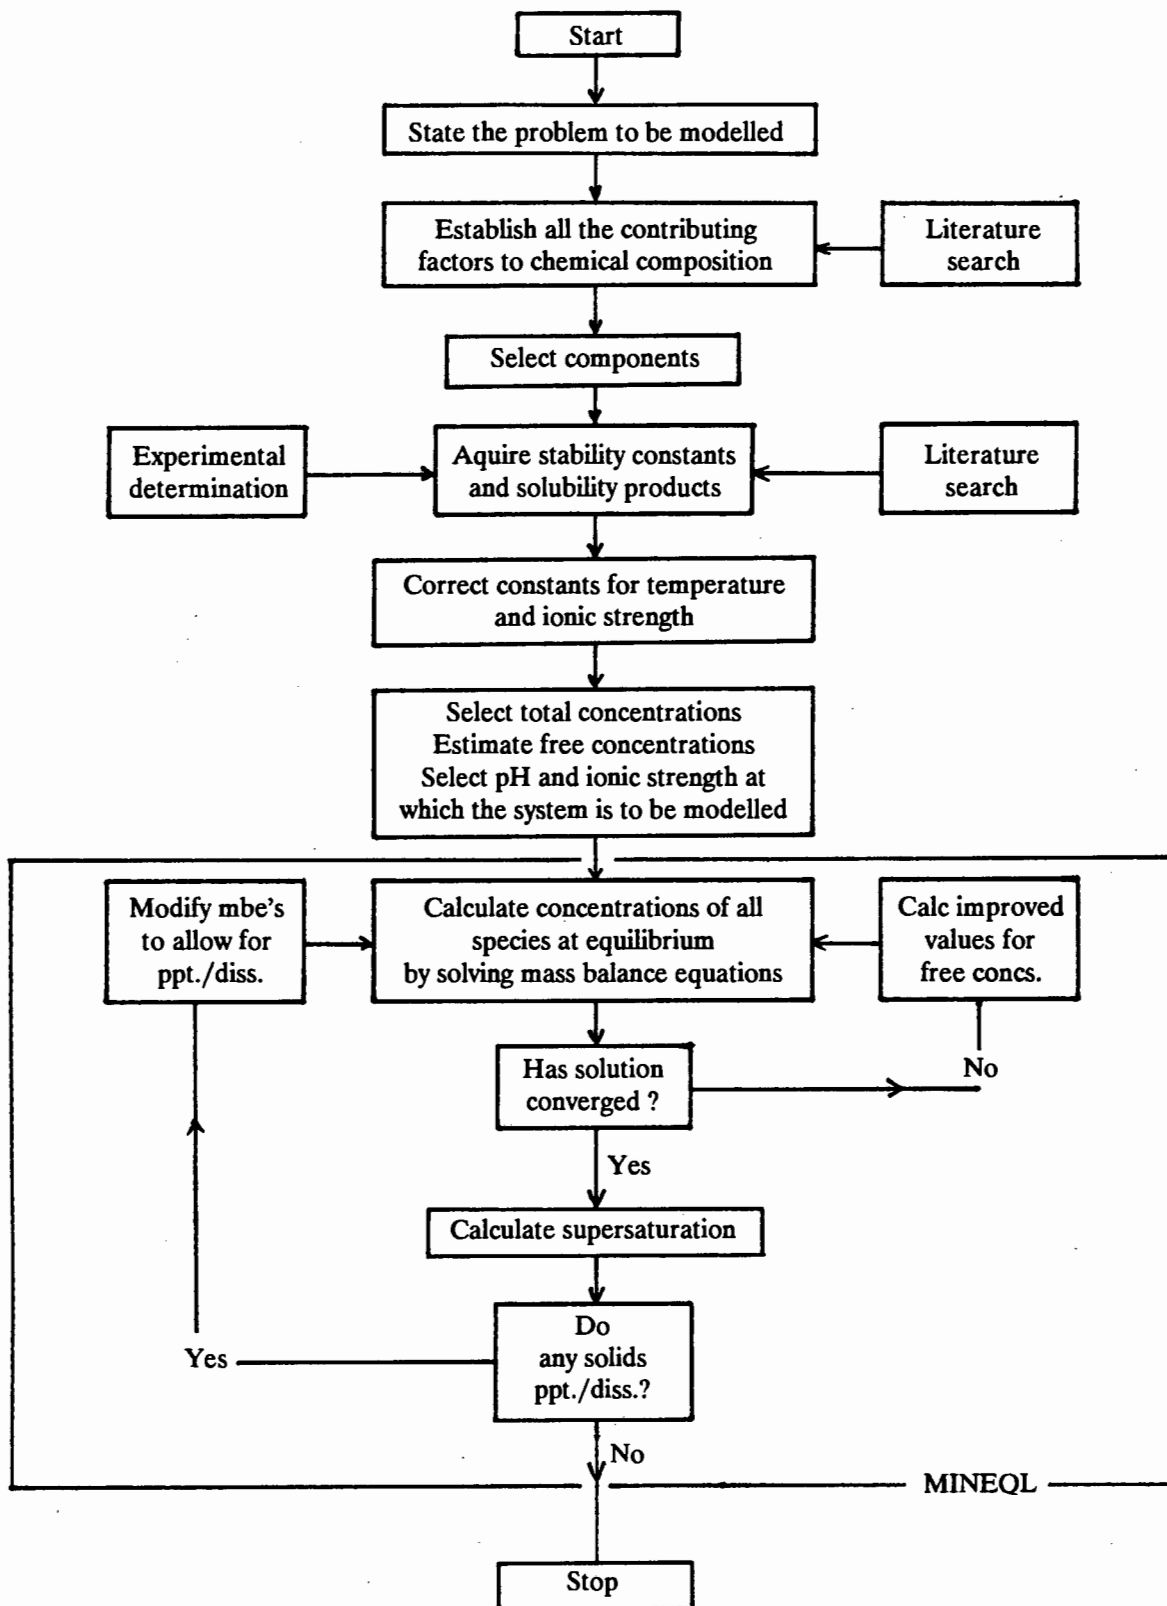 Start
State the problem to be modelled
Establish all the contributing
factors to chemical composition
Literature
search
Select components
Experimental
determination
Aquire stability constants
and solubility products
Literature
search
Correct constants for temperature
and ionic strength
Select total concentrations
Estimate free concentrations
Select pH and ionic strength at
which the system is to be modelled
Modify mbe's
to allow for
ppt./diss.
Calculate concentrations of all
species at equilibrium
by solving mass balance equations
Calc improved
values for
free concs.
Has solution
converged ?
No
Yes
Calculate supersaturation
Do
any solids
ppt./diss.?
Yes
No
MINEQL
Stop